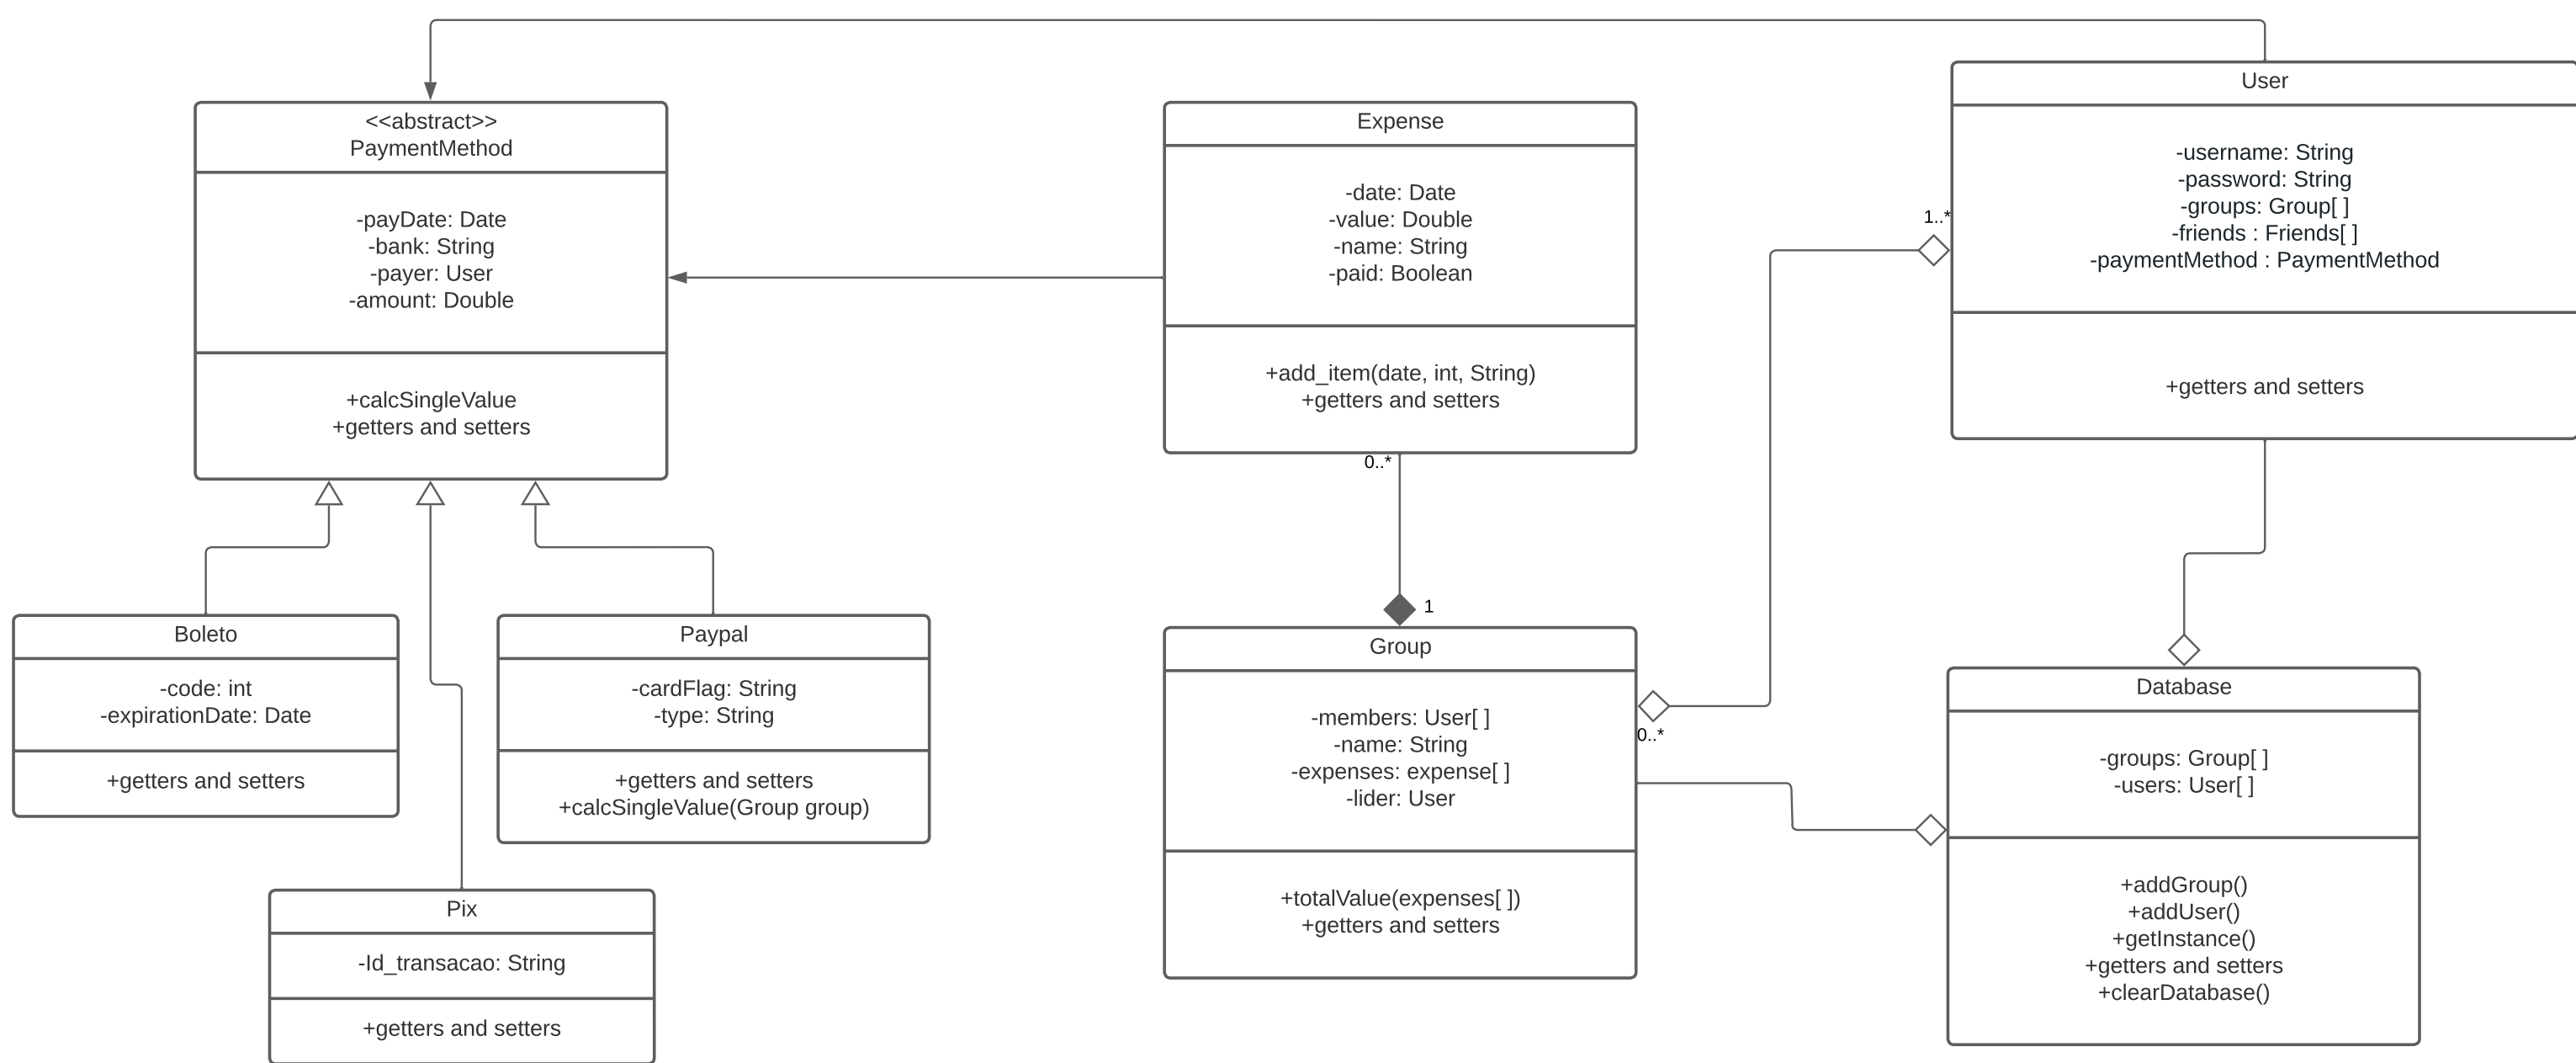 <<abstract>>
PaymentMethod
-payDate: Date
-bank: String
-payer: User
-amount: Double
+calcSingleValue
+getters and setters
Expense
-date: Date
-value: Double
-name: String
-paid: Boolean
+add_item(date, int, String)
+getters and setters
0..*
User
-username: String
-password: String
-groups: Group[ ]
-friends : Friends[ ]
-paymentMethod : PaymentMethod
+getters and setters
1..*
Boleto
-code: int
-expirationDate: Date
+getters and setters
Paypal
-cardFlag: String
-type: String
+getters and setters
+calcSingleValue(Group group)
Pix
-Id_transacao: String
+getters and setters
1
Group
-members: User[ ]
-name: String
-expenses: expense[ ]
-lider: User
+totalValue(expenses[ ])
+getters and setters
0..*
Database
-groups: Group[ ]
-users: User[ ]
+addGroup()
+addUser()
+getInstance()
+getters and setters
+clearDatabase()